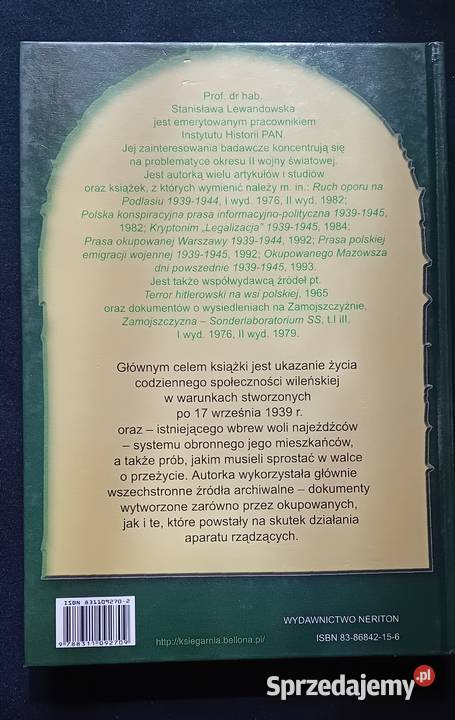 Prof. dr hab.
Stanisława Lewandowska
jest emerytowanym pracownikiem
Instytutu Historii PAN.
Jej zainteresowania badawcze koncentrują się
na problematyce okresu II wojny światowej.
Jest autorką wielu artykułów i studiów
oraz książek, z których wymienić należy m. in.: Ruch oporu na
Podlasiu 1939-1944, I wyd. 1976, II wyd. 1982;
Polska konspiracyjna prasa informacyjno-polityczna 1939-1945,
1982; Kryptonim „Legalizacja” 1939-1945, 1984;
Prasa okupowanej Warszawy 1939-1944, 1992; Prasa polskiej
emigracji wojennej 1939-1945. 1992; Okupowanego Mazowsza
dni powszednie 1939-1945, 1993.
Jest także współwydawcą źródeł pt.
Terror hitlerowski na wsi polskiej, 1965
oraz dokumentów o wysiedleniach na Zamojszczyźnie,
Zamojszczyzna – Sonderlaboratorium SS, t.I iII,
I wyd. 1976, II wyd. 1979.
Głównym celem książki jest ukazanie życia
codziennego społeczności wileńskiej
w warunkach stworzonych
po 17 września 1939 r.
oraz – istniejącego wbrew woli najeźdźców
– systemu obronnego jego mieszkańców,
a także prób, jakim musieli sprostać w walce
o przeżycie. Autorka wykorzystała głównie
wszechstronne źródła archiwalne – dokumenty
wytworzone zarówno przez okupowanych,
jak i te, które powstały na skutek działania
aparatu rządzących.
ISBN 831109270-2
9 788311 092709
http://ksiegarnia.bellona.pl/
WYDAWNICTWO NERITON
ISBN 83-86842-15-6
Sprzedajemy.pl